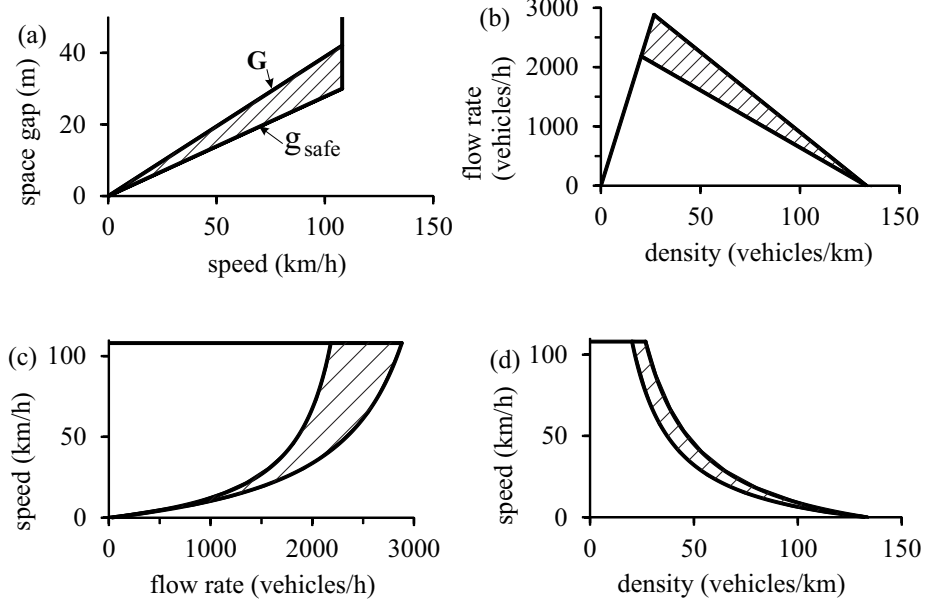 (a)
space gap (m)
40
20
0
G
g safe
0 50 100 150
speed (km/h)
(b)
flow rate
(vehicles/h)
3000
2000
1000
0
0 50 100 150
density (vehicles/km)
(c)
speed (km/h)
100
50
0
0 1000 2000 3000
flow rate (vehicles/h)
(d)
speed (km/h)
100
50
0
0 50 100 150
density (vehicles/km)